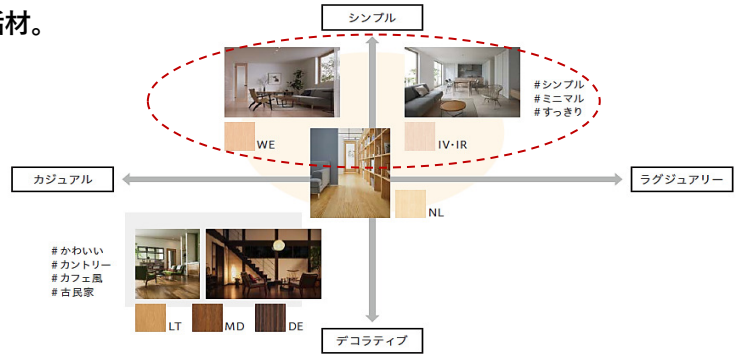 活材。
シンプル
#シンプル
#ミニマル
#すっきり
WE
IV・IR
カジュアル
ラグジュアリー
NL
#かわいい
#カントリー
#カフェ風
#古民家
LT
MD
DE
デコラティブ